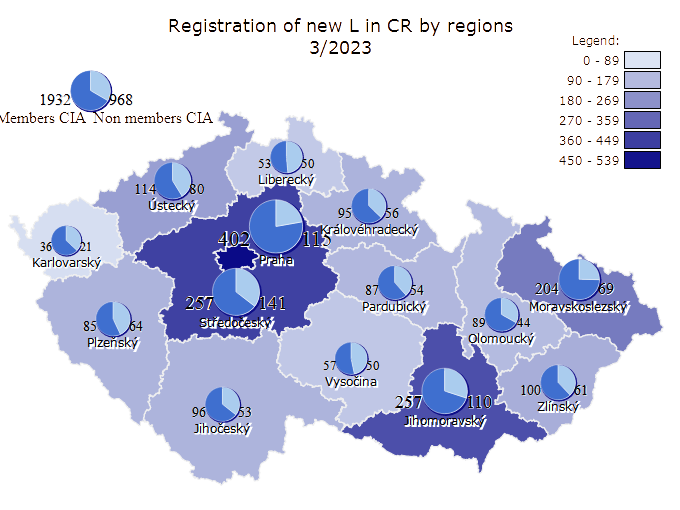 Registration of new L in CR by regions
3/2023
Legend:
0 - 89
90 - 179
180 - 269
270 - 359
360 - 449
450 - 539
1932 968
Members CIA Non members CIA
53 50
Liberecký
114 80
Ústecký
95 56
Královéhradecký
402 115
Praha
36 21
Karlovarský
204 69
Moravskoslezský
87 54
Pardubický
257 141
Středočeský
85 64
Plzeňský
89 44
Olomoucký
57 50
Vysočina
100 61
Zlínský
257 110
Jihomoravský
96 53
Jihočeský